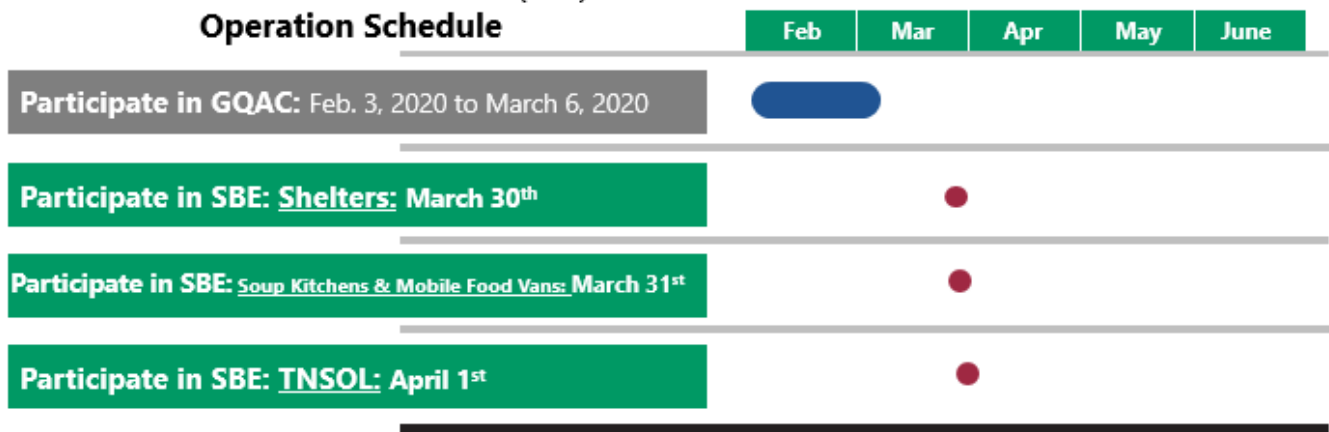 Operation Schedule
Feb Mar Apr May June
Participate in GQAC: Feb. 3, 2020 to March 6, 2020
Participate in SBE: Shelters: March 30th
Participate in SBE: Soup Kitchens & Mobile Food Vans: March 31st
Participate in SBE: TNSOL: April 1st